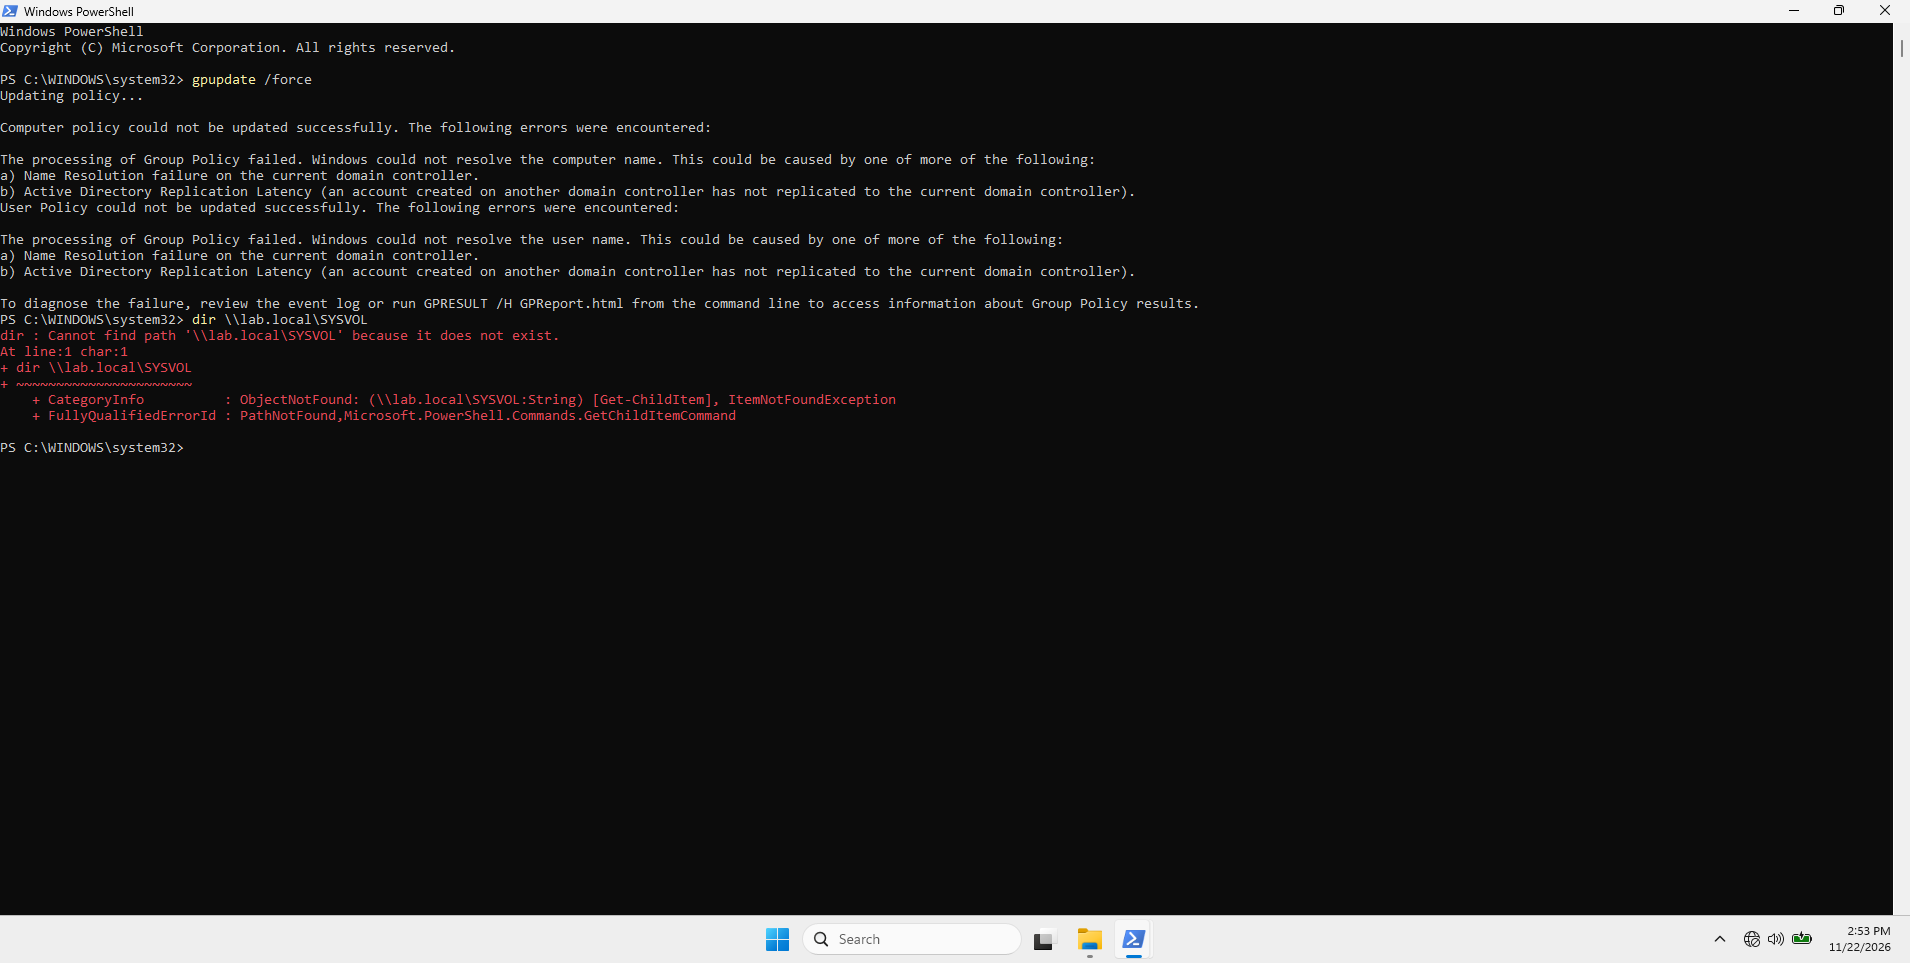 Windows PowerShell
Windows PowerShell
Copyright (C) Microsoft Corporation. All rights reserved.
PS C:\WINDOWS\system32> gpupdate /force
Updating policy...
Computer policy could not be updated successfully. The following errors were encountered:
The processing of Group Policy failed. Windows could not resolve the computer name. This could be caused by one of more of the following:
a) Name Resolution failure on the current domain controller.
b) Active Directory Replication Latency (an account created on another domain controller has not replicated to the current domain controller).
User Policy could not be updated successfully. The following errors were encountered:
The processing of Group Policy failed. Windows could not resolve the user name. This could be caused by one of more of the following:
a) Name Resolution failure on the current domain controller.
b) Active Directory Replication Latency (an account created on another domain controller has not replicated to the current domain controller).
To diagnose the failure, review the event log or run GPRESULT /H GPReport.html from the command line to access information about Group Policy results.
PS C:\WINDOWS\system32> dir \\lab.local\SYSVOL
dir : Cannot find path '\\lab.local\SYSVOL' because it does not exist.
At line:1 char:1
+ dir \\lab.local\SYSVOL
+ ~~~~~~~~~~~~~~~~~~~~~~
    + CategoryInfo          : ObjectNotFound: (\\lab.local\SYSVOL:String) [Get-ChildItem], ItemNotFoundException
    + FullyQualifiedErrorId : PathNotFound,Microsoft.PowerShell.Commands.GetChildItemCommand
PS C:\WINDOWS\system32>
Search
2:53 PM
11/22/2026